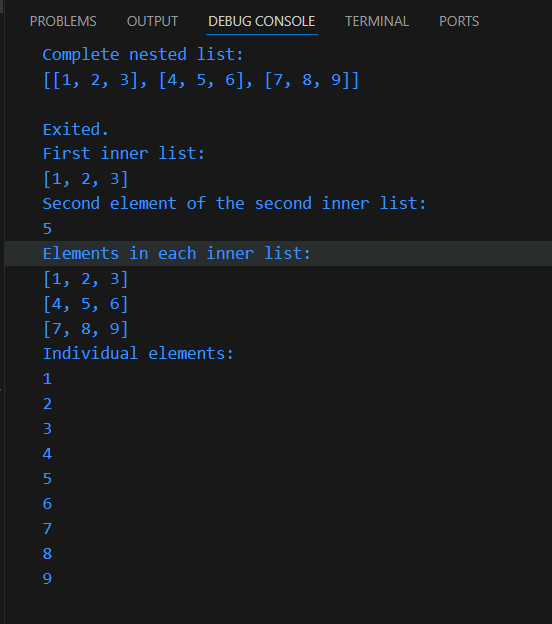 PROBLEMS OUTPUT DEBUG CONSOLE TERMINAL PORTS
Complete nested list:
[[1, 2, 3], [4, 5, 6], [7, 8, 9]]
Exited.
First inner list:
[1, 2, 3]
Second element of the second inner list:
5
Elements in each inner list:
[1, 2, 3]
[4, 5, 6]
[7, 8, 9]
Individual elements:
1
2
3
4
5
6
7
8
9